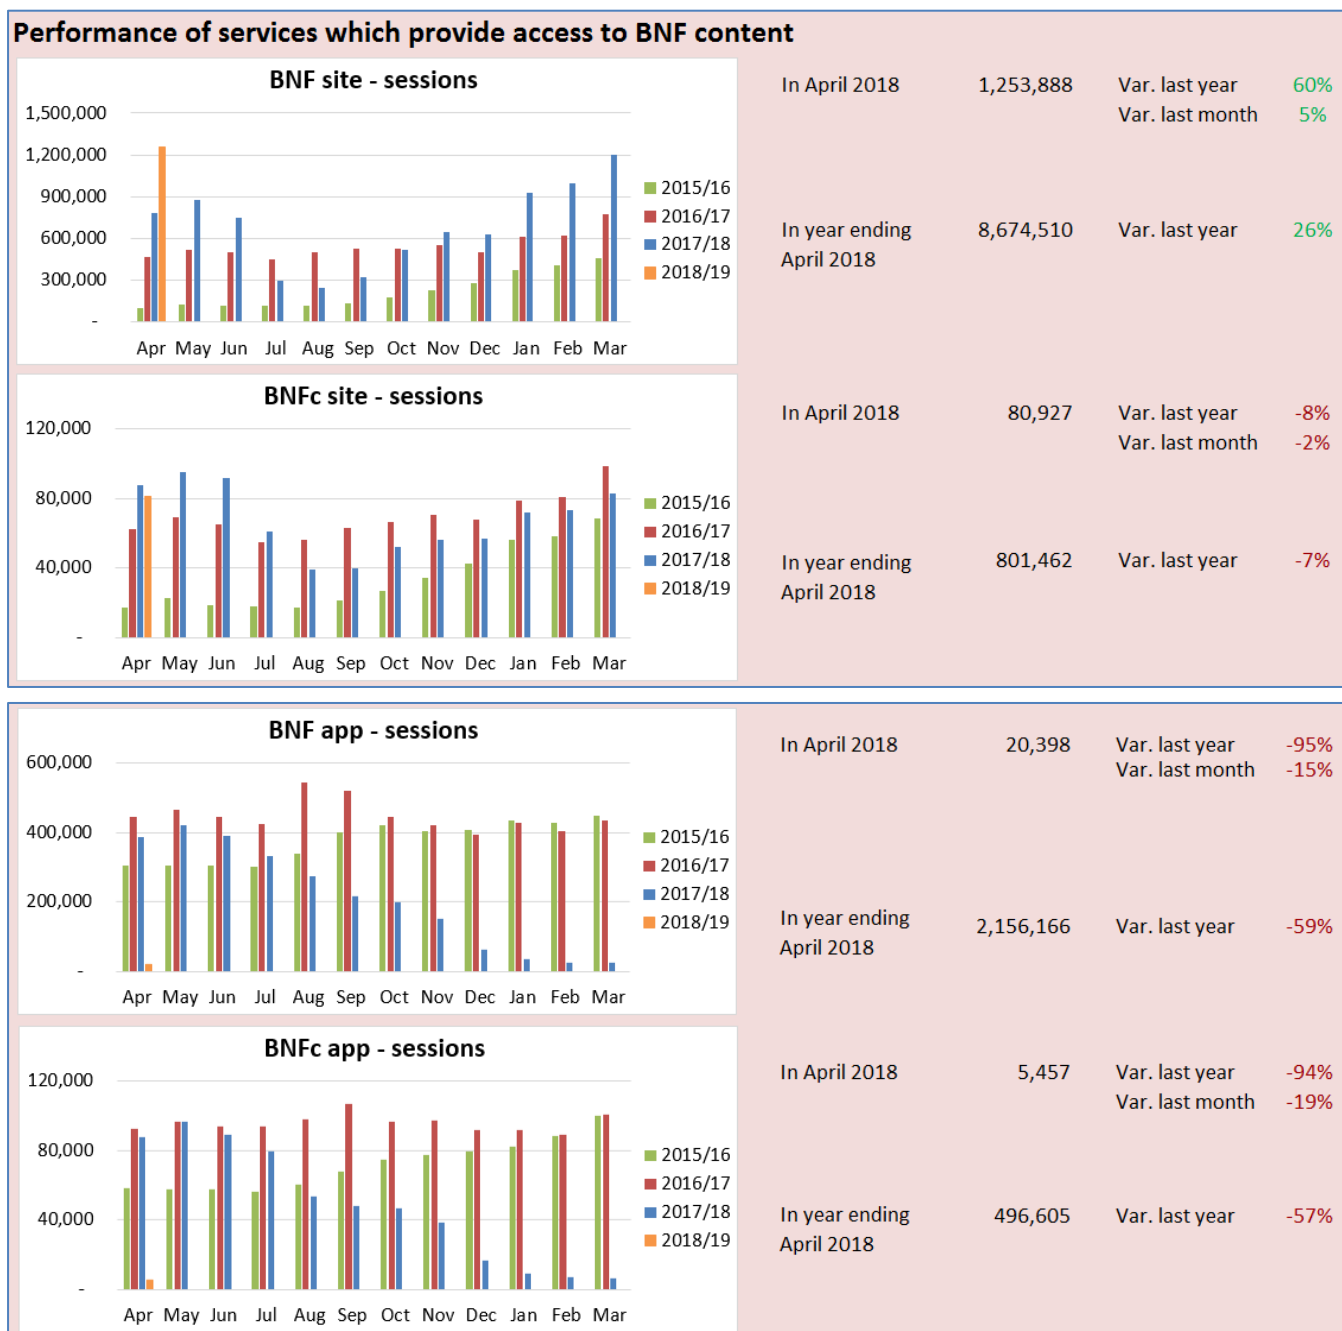 Performance of services which provide access to BNF content
BNF site - sessions
1,500,000
1,200,000
900,000
600,000
300,000
-
Apr May Jun Jul Aug Sep Oct Nov Dec Jan Feb Mar
2015/16
2016/17
2017/18
2018/19
In April 2018 1,253,888 Var. last year 60%
Var. last month 5%
In year ending 8,674,510 Var. last year 26%
April 2018
BNFc site - sessions
120,000
80,000
40,000
-
Apr May Jun Jul Aug Sep Oct Nov Dec Jan Feb Mar
2015/16
2016/17
2017/18
2018/19
In April 2018 80,927 Var. last year -8%
Var. last month -2%
In year ending 801,462 Var. last year -7%
April 2018
BNF app - sessions
600,000
400,000
200,000
-
Apr May Jun Jul Aug Sep Oct Nov Dec Jan Feb Mar
2015/16
2016/17
2017/18
2018/19
In April 2018 20,398 Var. last year -95%
Var. last month -15%
In year ending 2,156,166 Var. last year -59%
April 2018
BNFc app - sessions
120,000
80,000
40,000
-
Apr May Jun Jul Aug Sep Oct Nov Dec Jan Feb Mar
2015/16
2016/17
2017/18
2018/19
In April 2018 5,457 Var. last year -94%
Var. last month -19%
In year ending 496,605 Var. last year -57%
April 2018